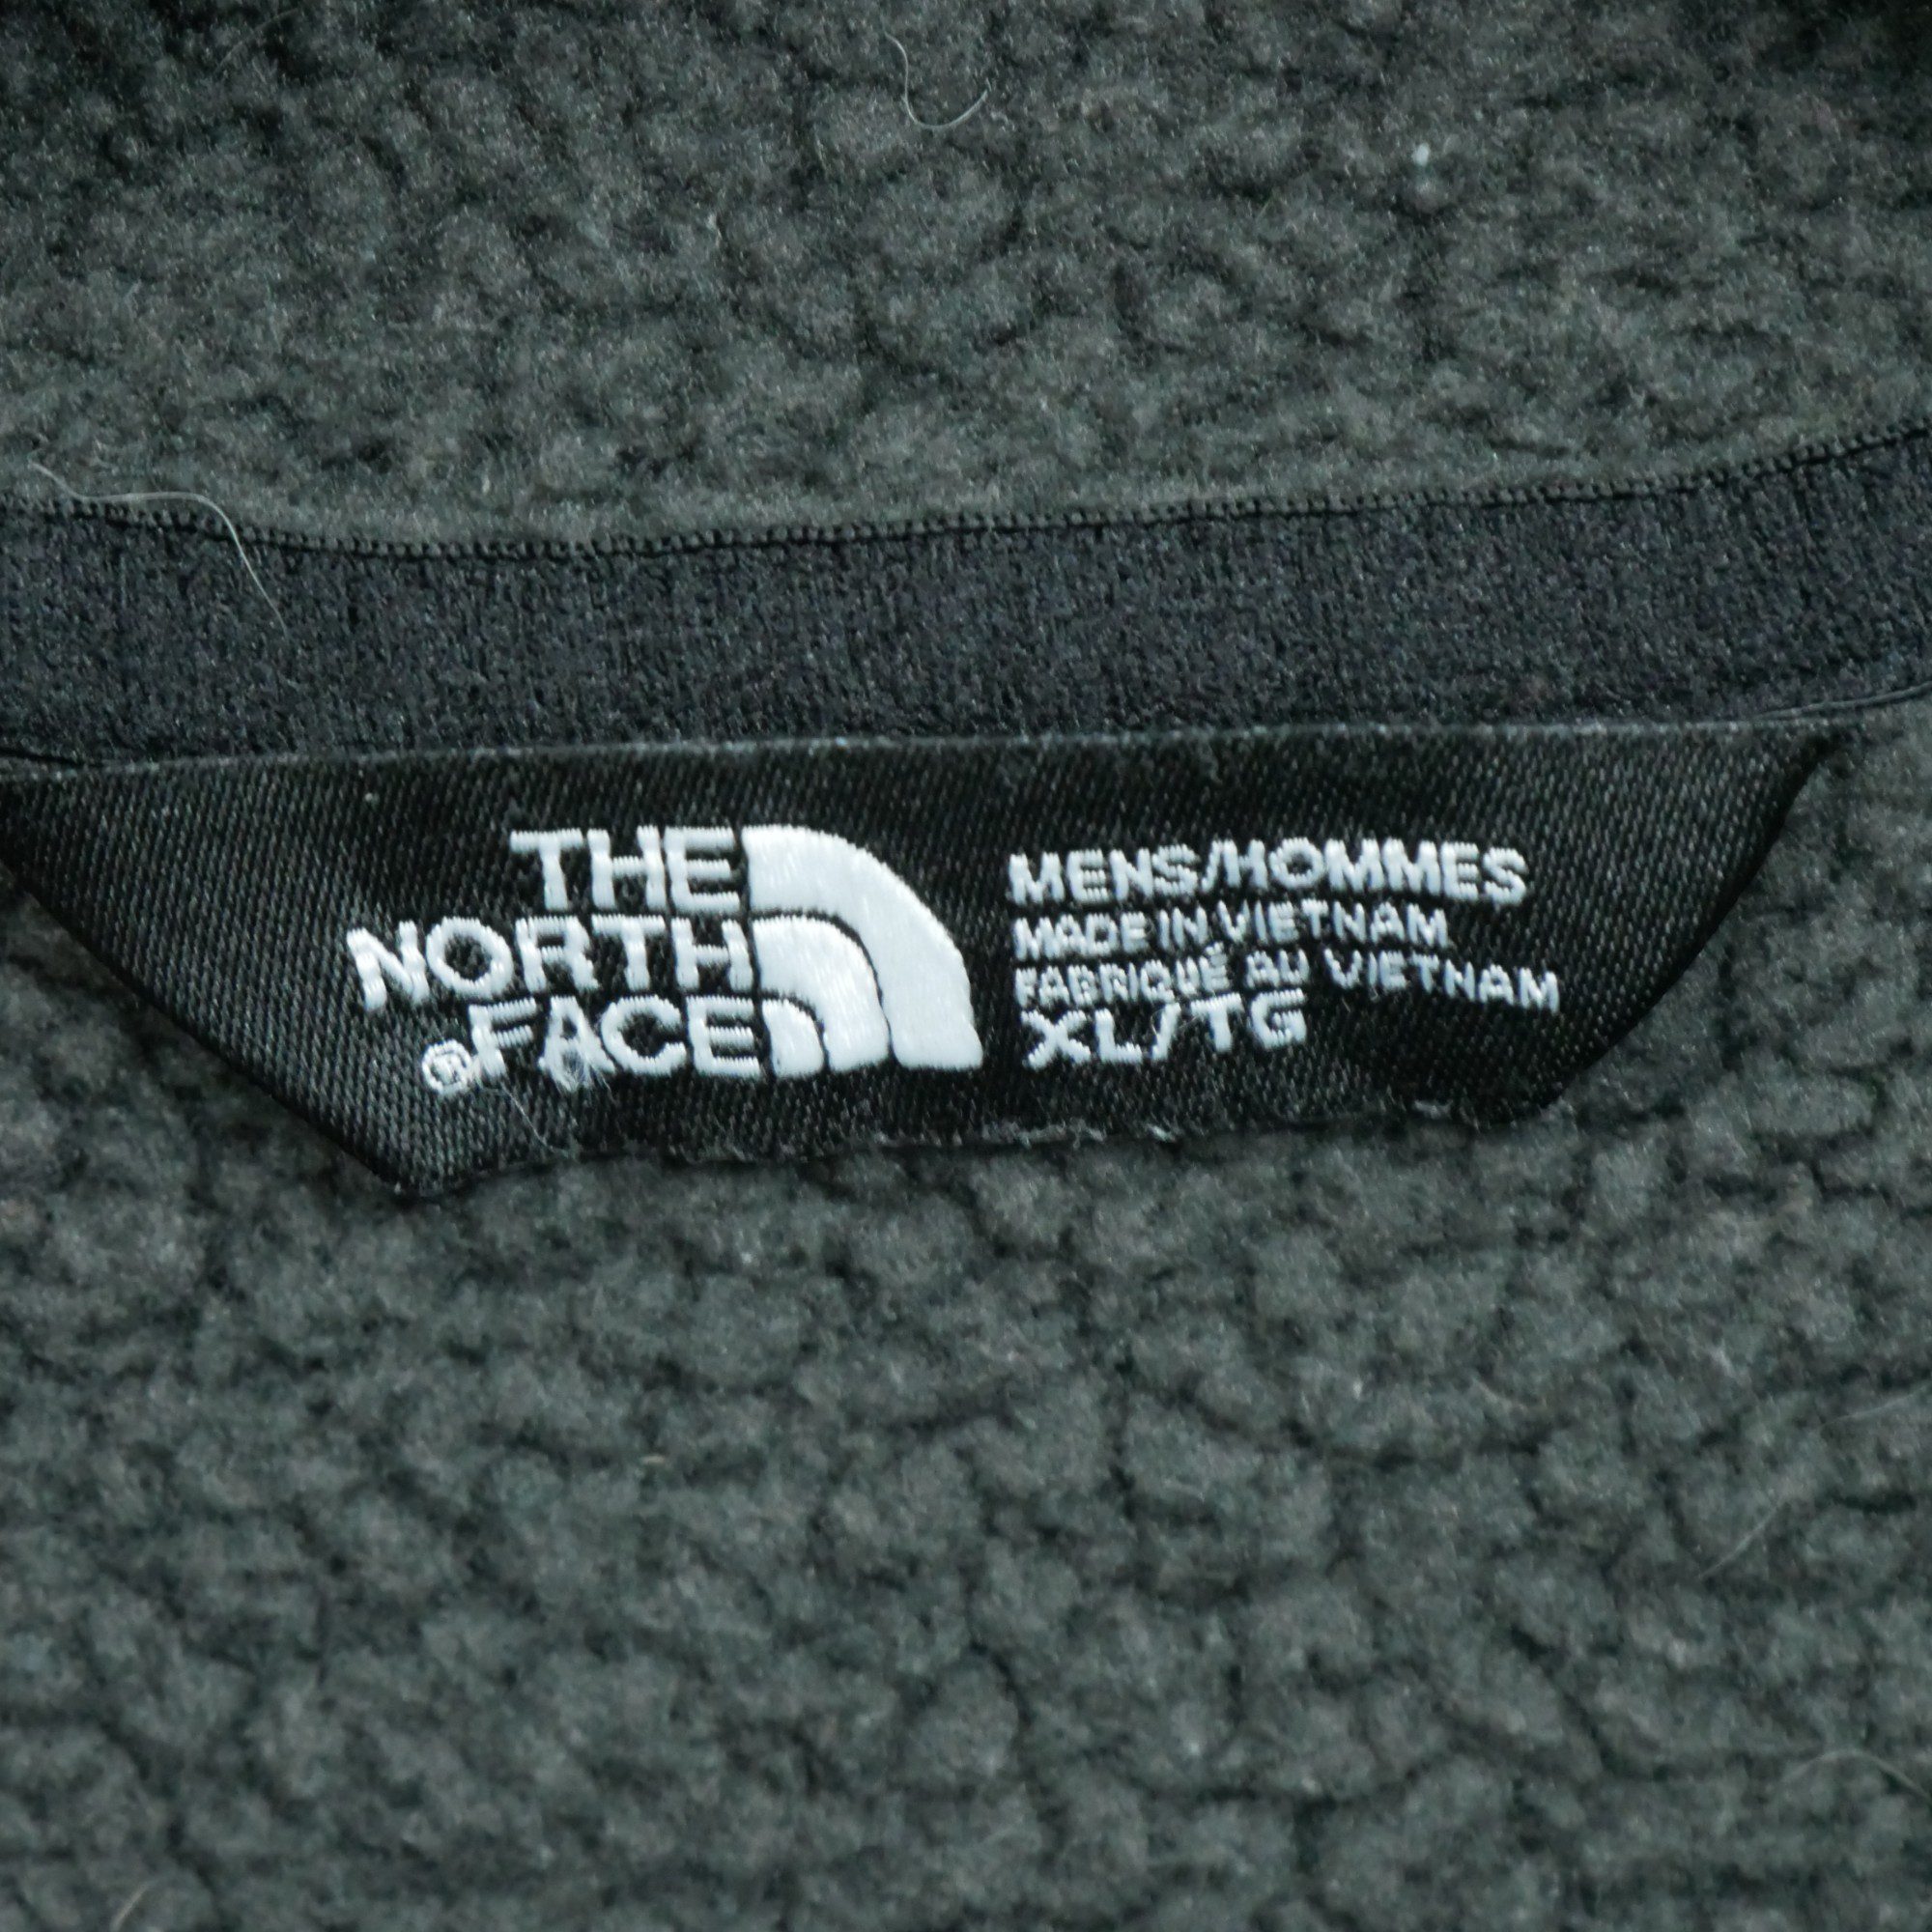 THE
NORTH
®FACE
MENS/HOMMES
MADE IN VIETNAM
FABRIQUÉ AU VIETNAM
XL/TG